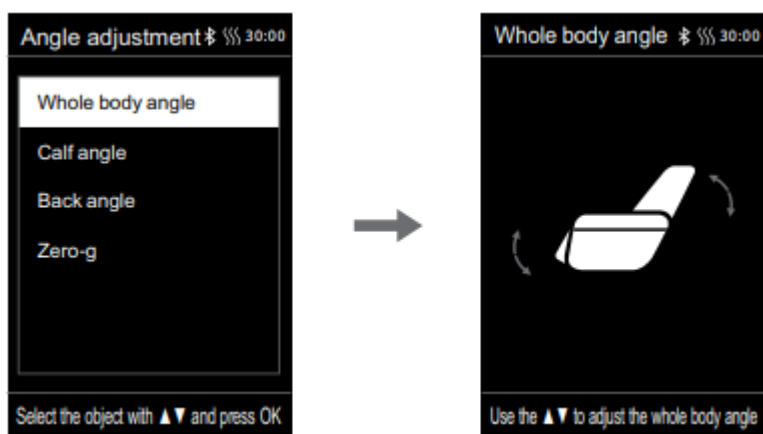 Angle adjustment 30:00
Whole body angle
Calf angle
Back angle
Zero-g
Select the object with ▲▼ and press OK
Whole body angle 30:00
Use the ▲▼ to adjust the whole body angle